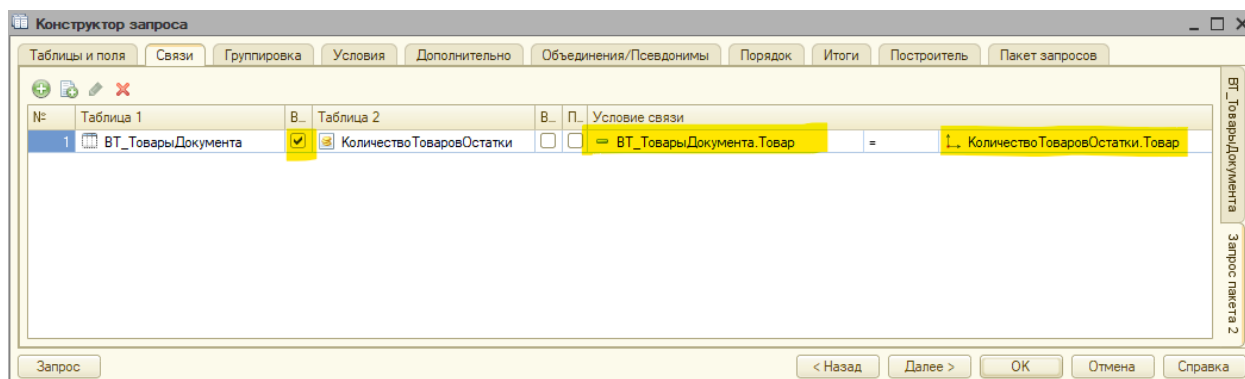 Конструктор запроса
Таблицы и поля Связи Группировка Условия Дополнительно Объединения/Псевдонимы Порядок Итоги Построитель Пакет запросов
№ Таблица 1 В... Таблица 2 В... П... Условие связи
1 ВТ_ТоварыДокумента КоличествоТоваровОстатки ВТ_ТоварыДокумента.Товар = КоличествоТоваровОстатки.Товар
ВТ_ТоварыДокумента
Запрос пакета 2
Запрос < Назад Далее > ОК Отмена Справка